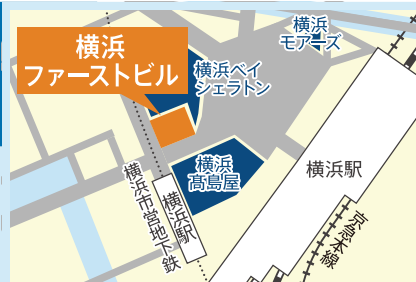 横浜
モアーズ
横浜
ファーストビル
横浜ベイ
シェラトン
横浜
髙島屋
横浜駅
横浜駅
横浜市営地下鉄
京急本線